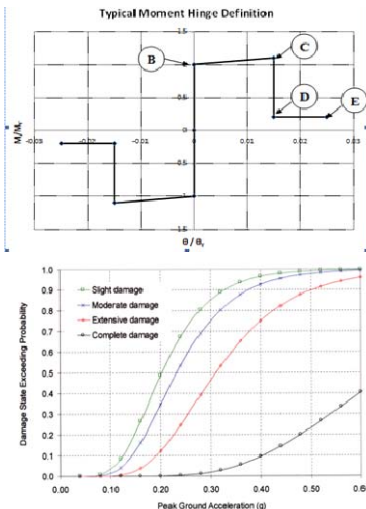 Typical Moment Hinge Definition
1.5
B
C
1
0.5
D
E
M/My
-0.03
-0.02
-0.01
0
0.01
0.02
0.03
0.5
1
1.5
θ / θy
1.0
0.9
0.8
0.7
0.6
0.5
0.4
0.3
0.2
0.1
0.0
Damage State Exceeding Probability
Slight damage
Moderate damage
Extensive damage
Complete damage
0.00 0.10 0.20 0.30 0.40 0.50 0.60
Peak Ground Acceleration (g)